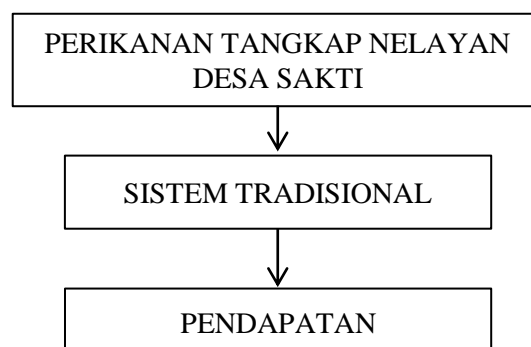 PERIKANAN TANGKAP NELAYAN
DESA SAKTI
SISTEM TRADISIONAL
PENDAPATAN